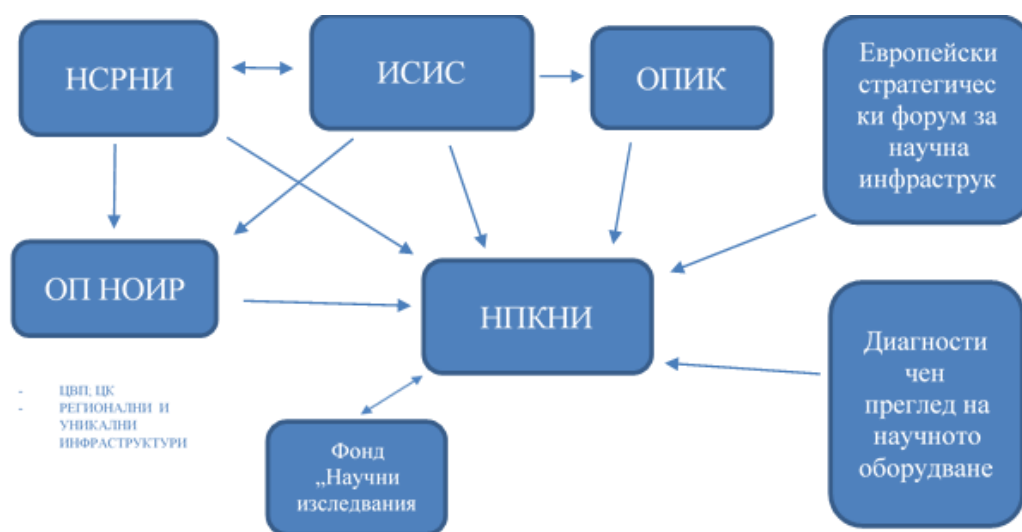 НСРНИ
ИСИС
ОПИК
Европейски
стратегичес
ки форум за
научна
инфраструк
ОП НОИР
НПКНИ
Диагности
чен
преглед на
научното
оборудване
- ЦВП, ЦК
- РЕГИОНАЛНИ И
УНИКАЛНИ
ИНФРАСТРУКТУРИ
Фонд
„Научни
изследвания